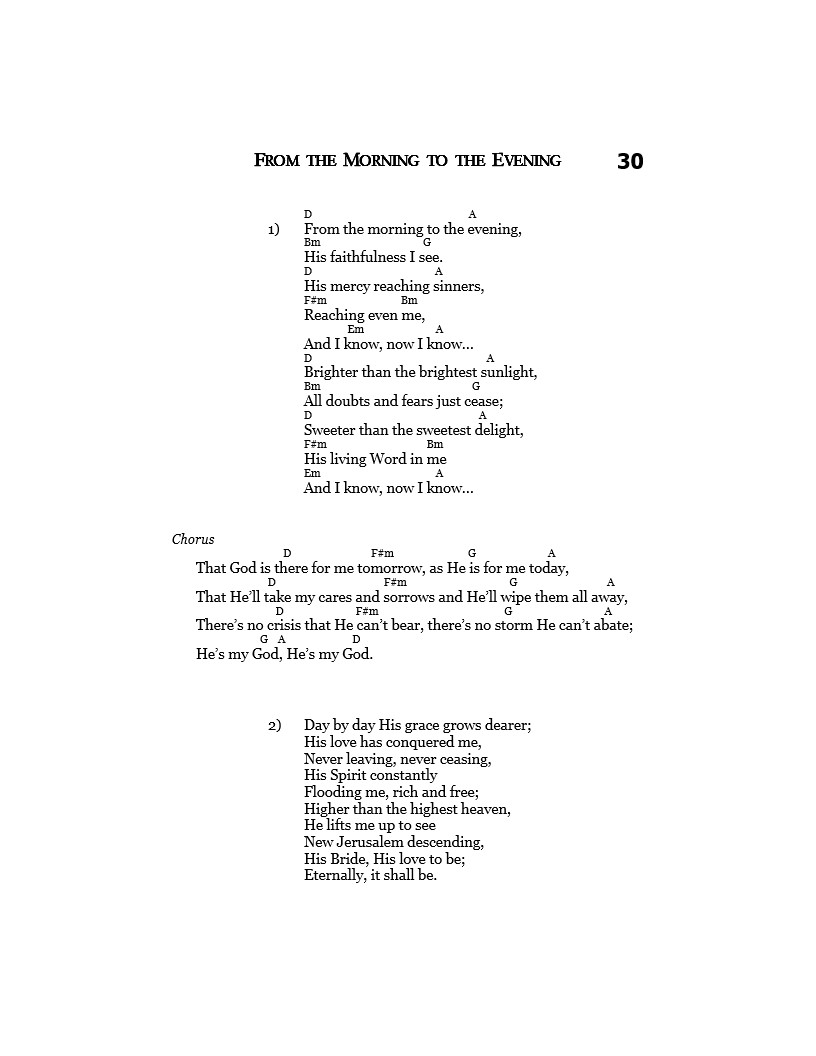 From the Morning to the Evening 30
D A
1) From the morning to the evening,
Bm G
His faithfulness I see.
D A
His mercy reaching sinners,
F#m Bm
Reaching even me,
Em A
And I know, now I know…
D A
Brighter than the brightest sunlight,
Bm G
All doubts and fears just cease;
D A
Sweeter than the sweetest delight,
F#m Bm
His living Word in me
Em A
And I know, now I know…
Chorus
D F#m G A
That God is there for me tomorrow, as He is for me today,
D F#m G A
That He’ll take my cares and sorrows and He’ll wipe them all away,
D F#m G A
There’s no crisis that He can’t bear, there’s no storm He can’t abate;
G A D
He’s my God, He’s my God.
2) Day by day His grace grows dearer;
His love has conquered me,
Never leaving, never ceasing,
His Spirit constantly
Flooding me, rich and free;
Higher than the highest heaven,
He lifts me up to see
New Jerusalem descending,
His Bride, His love to be;
Eternally, it shall be.